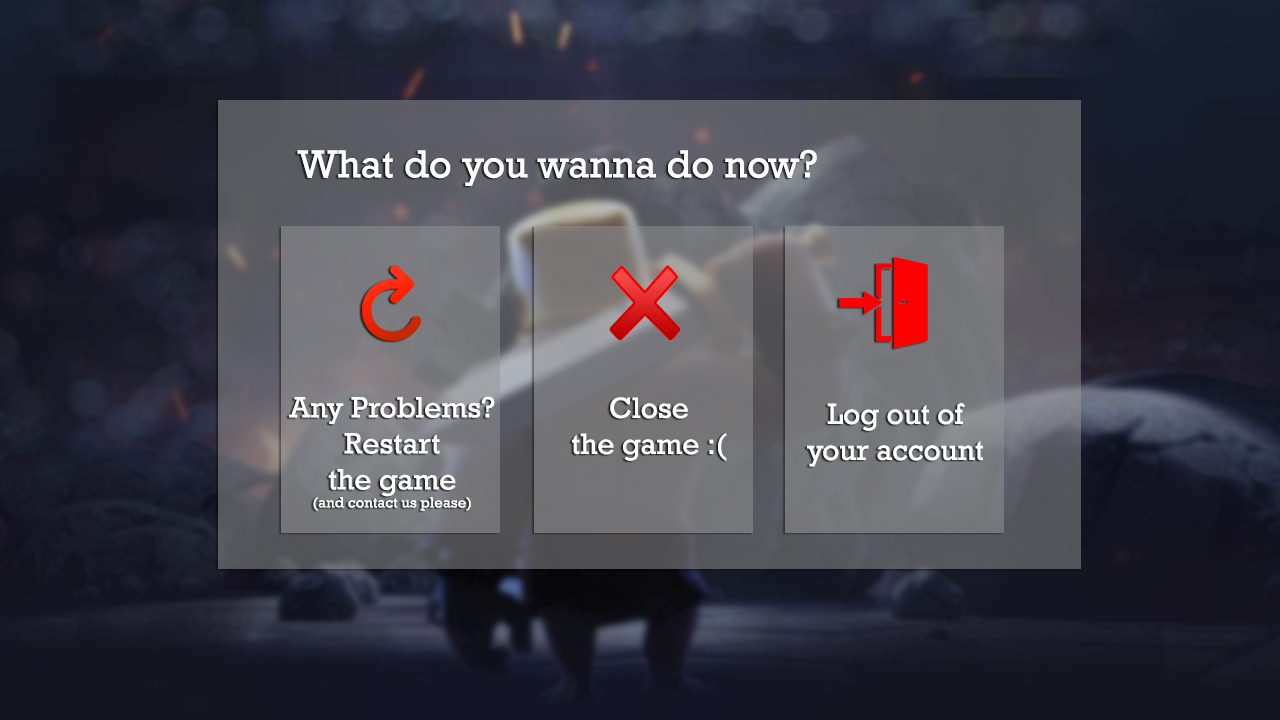 What do you wanna do now?
Any Problems?
Restart
the game
(and contact us please)
Close
the game :(
Log out of
your account